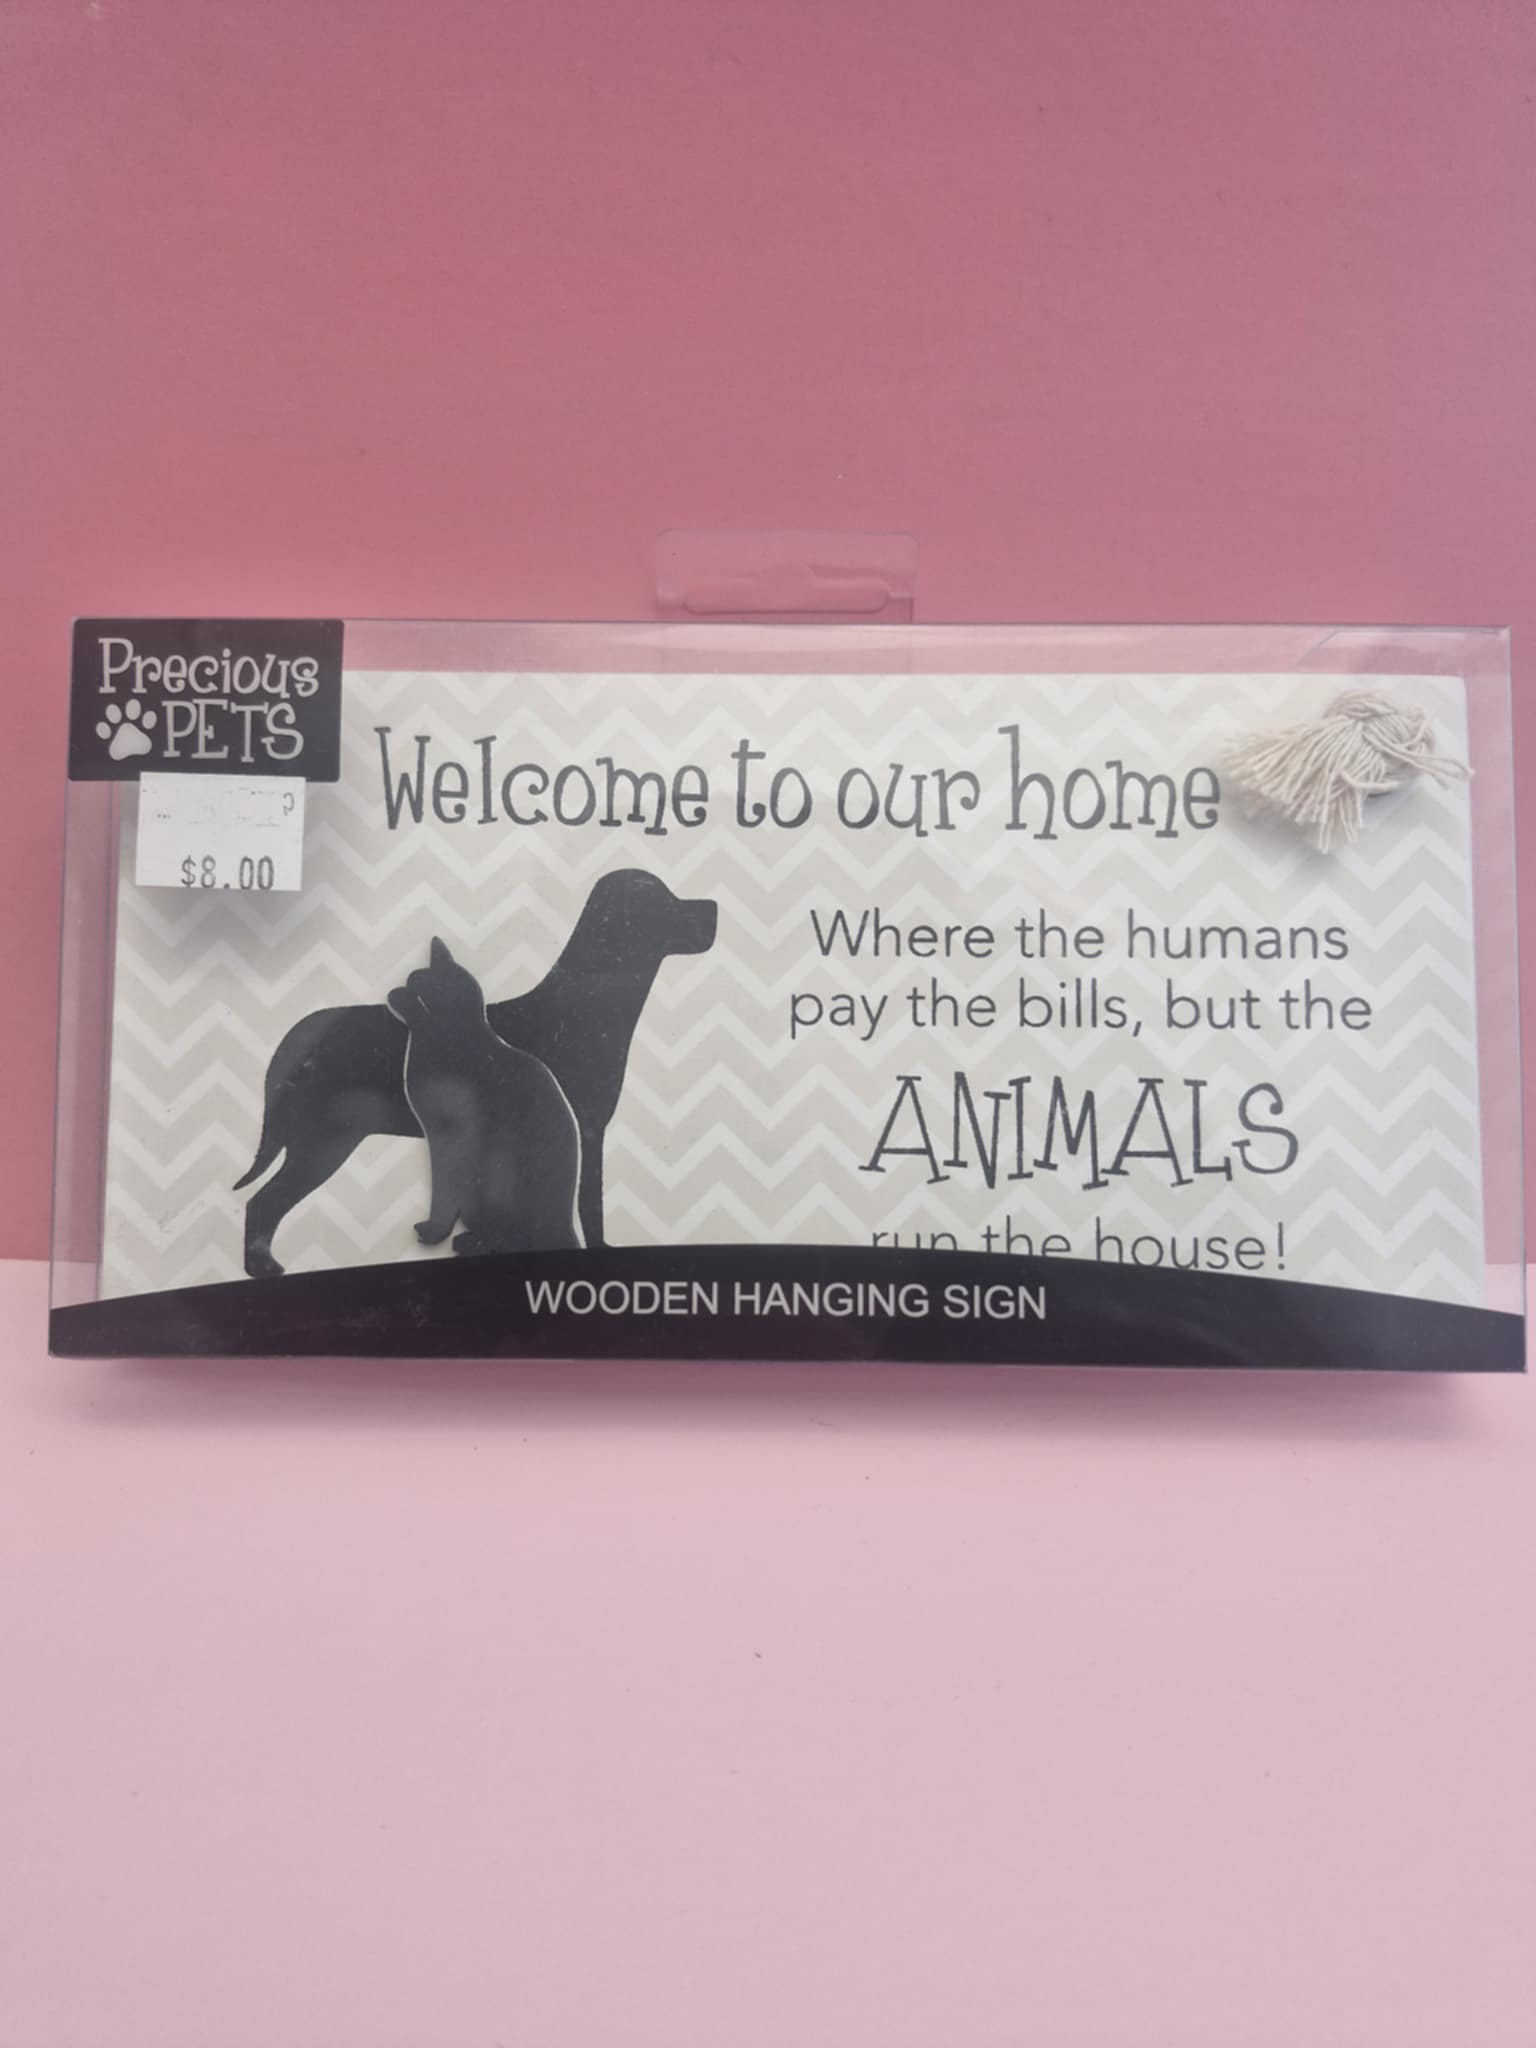 Precious
PETS
$8.00
Welcome to our home
Where the humans
pay the bills, but the
ANIMALS
run the house!
WOODEN HANGING SIGN